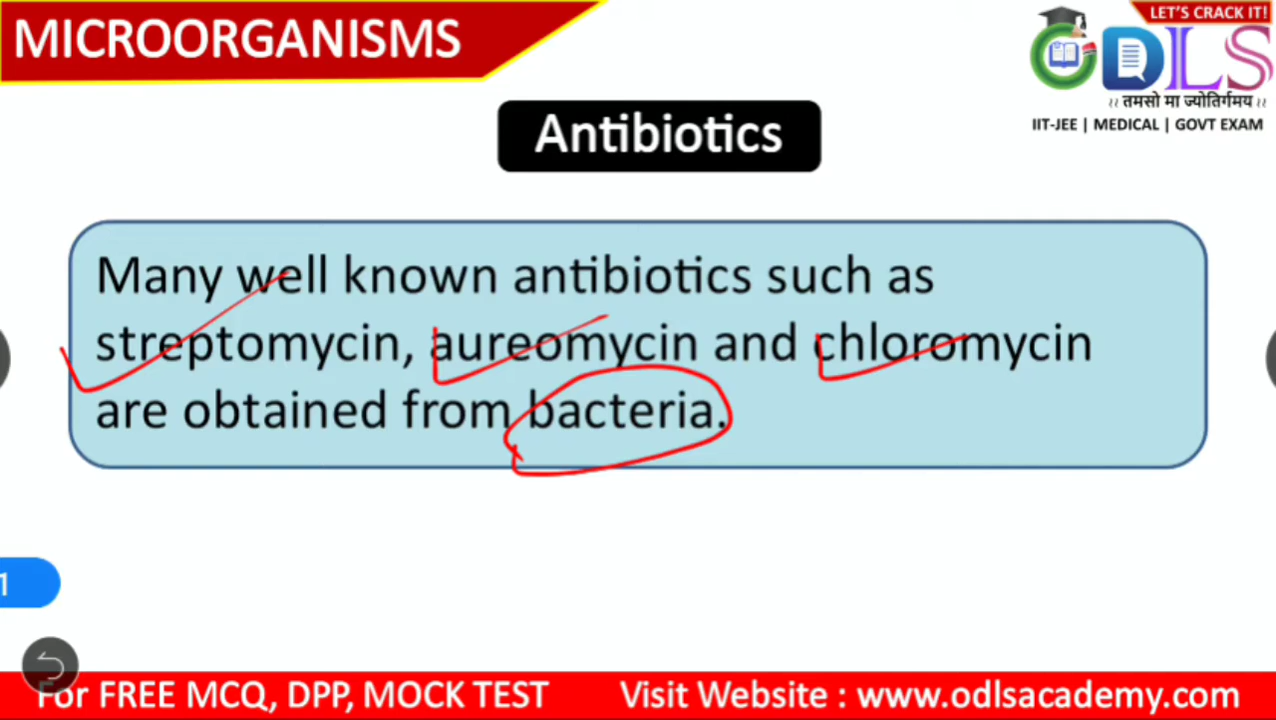 MICROORGANISMS
LET'S CRACK IT!
ODLS
।। तमसो मा ज्योतिर्गमय ।।
IIT-JEE | MEDICAL | GOVT EXAM
Antibiotics
Many well known antibiotics such as
streptomycin, aureomycin and chloromycin
are obtained from bacteria.
1
For FREE MCQ, DPP, MOCK TEST
Visit Website : www.odlsacademy.com